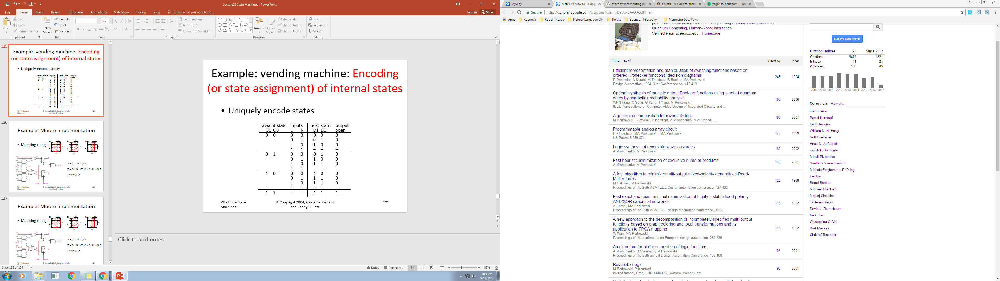 Lecture13 State Machines - PowerPoint
File Home Insert Design Transitions Animations Slide Show Review View Tell me what you want to do... Sign in Share
Paste
Cut
Copy
Format Painter
Clipboard
New Slide
Layout
Reset
Section
Slides
14+
B I U S abc AV Aa A
Font
Text Direction
Align Text
Convert to SmartArt
Paragraph
Arrange
Quick Styles
Shape Fill
Shape Outline
Shape Effects
Drawing
Find
Replace
Select
Editing
125
Example: vending machine: Encoding
(or state assignment) of internal states
• Uniquely encode states
present state inputs next state output
Q1 Q0 D N D1 D0 open
VII - Finite State Machines
© Copyright 2004, Gaetano Borriello and Randy H. Katz
125
126
Example: Moore implementation
• Mapping to logic
D1 = Q1 + D + Q0 N
D0 = Q0' N + Q0 N' + Q1 N + Q1 D
OPEN = Q1 Q0
VII - Finite State Machines
© Copyright 2004, Gaetano Borriello and Randy H. Katz
126
127
Example: Moore implementation
• Mapping to logic
D1 = Q1 + D + Q0 N
D0 = Q0' N + Q0 N' + Q1 N + Q1 D
OPEN = Q1 Q0
VII - Finite State
© Copyright 2004, Gaetano Borriello
127
Example: vending machine: Encoding
(or state assignment) of internal states
• Uniquely encode states
present state inputs next state output
Q1 Q0 D N D1 D0 open
0 0 0 0 0 0 0
0 1 0 1 0
1 0 1 0 0
1 1 – – –
0 1 0 0 0 1 0
0 1 1 0 0
1 0 1 1 0
1 1 – – –
1 0 0 0 1 0 0
0 1 1 1 0
1 0 1 1 0
1 1 – – –
1 1 – – 1 1 1
VII - Finite State
Machines
© Copyright 2004, Gaetano Borriello
and Randy H. Katz
125
Click to add notes
Slide 125 of 139
Notes Comments 82%
3:15 PM
5/13/2017
MyWay
Marek Perkowski - Goog
stochastic computing pp
Quora - A place to share
fpga4student.com - Para
Secure https://scholar.google.com/citations?user=kbepCxoAAAAJ&hl=en
Apps Kopernik Robot Theatre Natural Language OH Polska Science, Philosophy, T Memristor LOw Powe
professor Electrical and Computer Engineering Portland State University
Quantum Computing, Human-Robot Interaction
Verified email at ee.pdx.edu - Homepage
Title 1–20 Cited by Year
Efficient representation and manipulation of switching functions based on
ordered Kronecker functional decision diagrams
R Drechsler, A Sarabi, M Theobald, B Becker, MA Perkowski
Design Automation, 1994. 31st Conference on, 415-419
248 1994
Optimal synthesis of multiple output Boolean functions using a set of quantum
gates by symbolic reachability analysis
WNN Hung, X Song, G Yang, J Yang, M Perkowski
IEEE Transactions on Computer-Aided Design of Integrated Circuits and ...
186 2006
A general decomposition for reversible logic
M Perkowski, L Jozwiak, P Kerntopf, A Mishchenko, A Al-Rabadi, ...
180 2001
Programmable analog array circuit
E Pierzchala, MA Perkowski, , MA Perkowski
US Patent 5,959,871
176 1999
Logic synthesis of reversible wave cascades
A Mishchenko, M Perkowski
162 2002
Fast heuristic minimization of exclusive-sums-of-products
A Mishchenko, M Perkowski
140 2001
A fast algorithm to minimize multi-output mixed-polarity generalized Reed-
Muller forms
M Helliwell, M Perkowski
Proceedings of the 25th ACM/IEEE Design automation conference, 427-432
122 1988
Fast exact and quasi-minimal minimization of highly testable fixed-polarity
AND/XOR canonical networks
A Sarabi, MA Perkowski
Proceedings of the 29th ACM/IEEE design automation conference, 30-35
116 1992
A new approach to the decomposition of incompletely specified multi-output
functions based on graph coloring and local transformations and its
application to FPGA mapping
W Wan, MA Perkowski
Proceedings of the conference on European design automation, 230-235
113 1992
An algorithm for bi-decomposition of logic functions
A Mishchenko, B Steinbach, M Perkowski
Proceedings of the 38th annual Design Automation Conference, 103-108
106 2001
Reversible logic
M Perkowski, P Kerntopf
invited tutorial, Proc, EURO-MICRO, Warsaw, Poland Sept
92 2001
Get my own profile
Citation indices All Since 2012
Citations 6472 1821
h-index 41 21
i10-index 158 45
2009 2010 2011 2012 2013 2014 2015 2016 2017
Co-authors View all...
martin lukac
Pawel Kerntopf
Lech Jozwiak
William N. N. Hung
Rolf Drechsler
Anas N. Al-Rabadi
Jacob D Biamonte
Mihail Pivtoraiko
Svetlana Yanushkevich
Michele Folgheraiter, PhD Ing.
Fei Xie
Bernd Becker
Michael Theobald
Maciej Ciesielski
Tsutomu Sasao
David J. Rosenbaum
Nick Iliev
Giuseppina C Gini
Bart Massey
Christof Teuscher